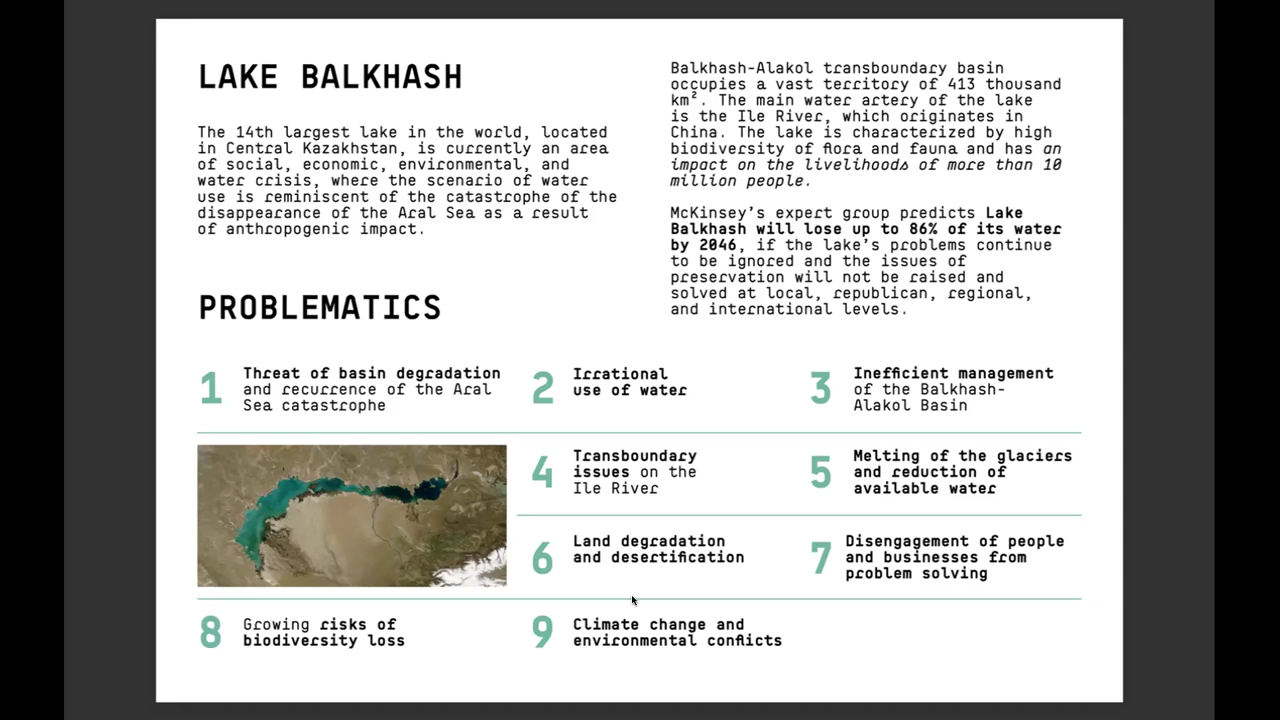 LAKE BALKHASH
The 14th largest lake in the world, located
in Central Kazakhstan, is currently an area
of social, economic, environmental, and
water crisis, where the scenario of water
use is reminiscent of the catastrophe of the
disappearance of the Aral Sea as a result
of anthropogenic impact.
Balkhash-Alakol transboundary basin
occupies a vast territory of 413 thousand
km². The main water artery of the lake
is the Ile River, which originates in
China. The lake is characterized by high
biodiversity of flora and fauna and has an
impact on the livelihoods of more than 10
million people.
McKinsey’s expert group predicts Lake
Balkhash will lose up to 86% of its water
by 2046, if the lake’s problems continue
to be ignored and the issues of
preservation will not be raised and
solved at local, republican, regional,
and international levels.
PROBLEMATICS
1
Threat of basin degradation
and recurrence of the Aral
Sea catastrophe
2
Irrational
use of water
3
Inefficient management
of the Balkhash-
Alakol Basin
4
Transboundary
issues on the
Ile River
5
Melting of the glaciers
and reduction of
available water
6
Land degradation
and desertification
7
Disengagement of people
and businesses from
problem solving
8
Growing risks of
biodiversity loss
9
Climate change and
environmental conflicts